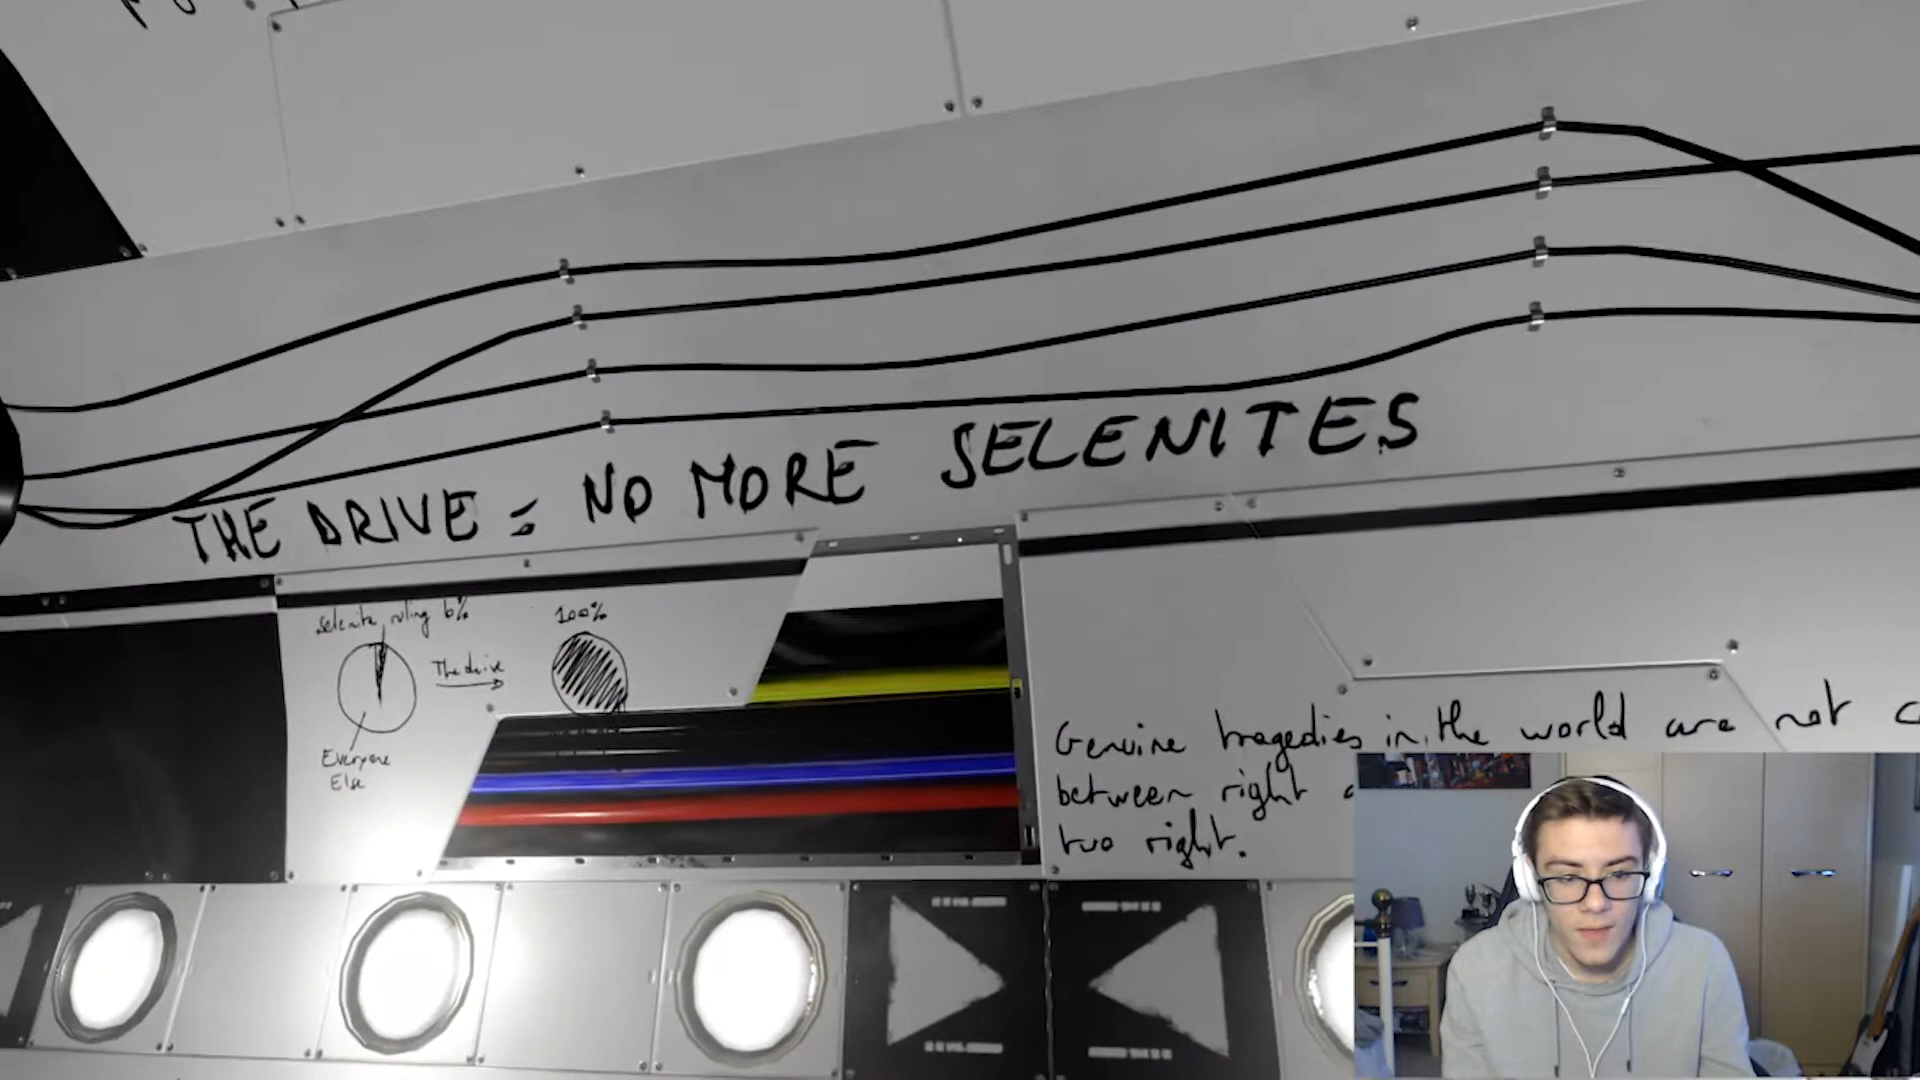 THE DRIVE = NO MORE SELENITES
Selenite ruling 6%
100%
The drive
Everyone
Else
Genuine tragedies in the world are not
between right
two right.